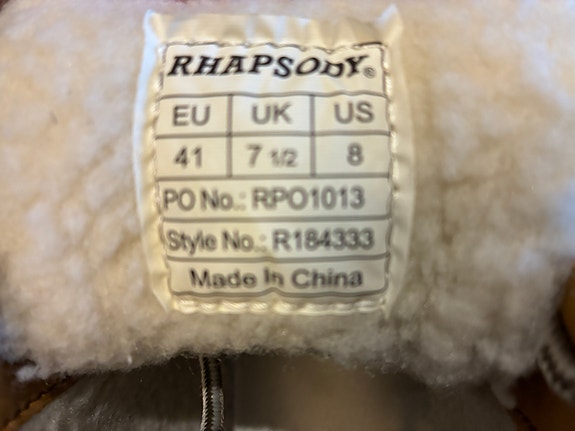 RHAPSODY®
EU UK US
41 7 1/2 8
PO No.: RPO1013
Style No.: R184333
Made In China